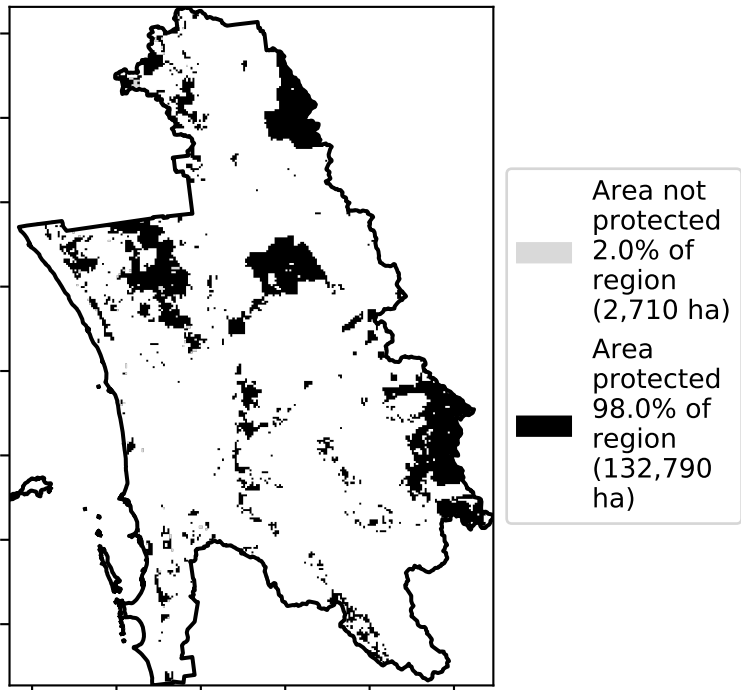 Area not
protected
2.0% of
region
(2,710 ha)
Area
protected
98.0% of
region
(132,790
ha)